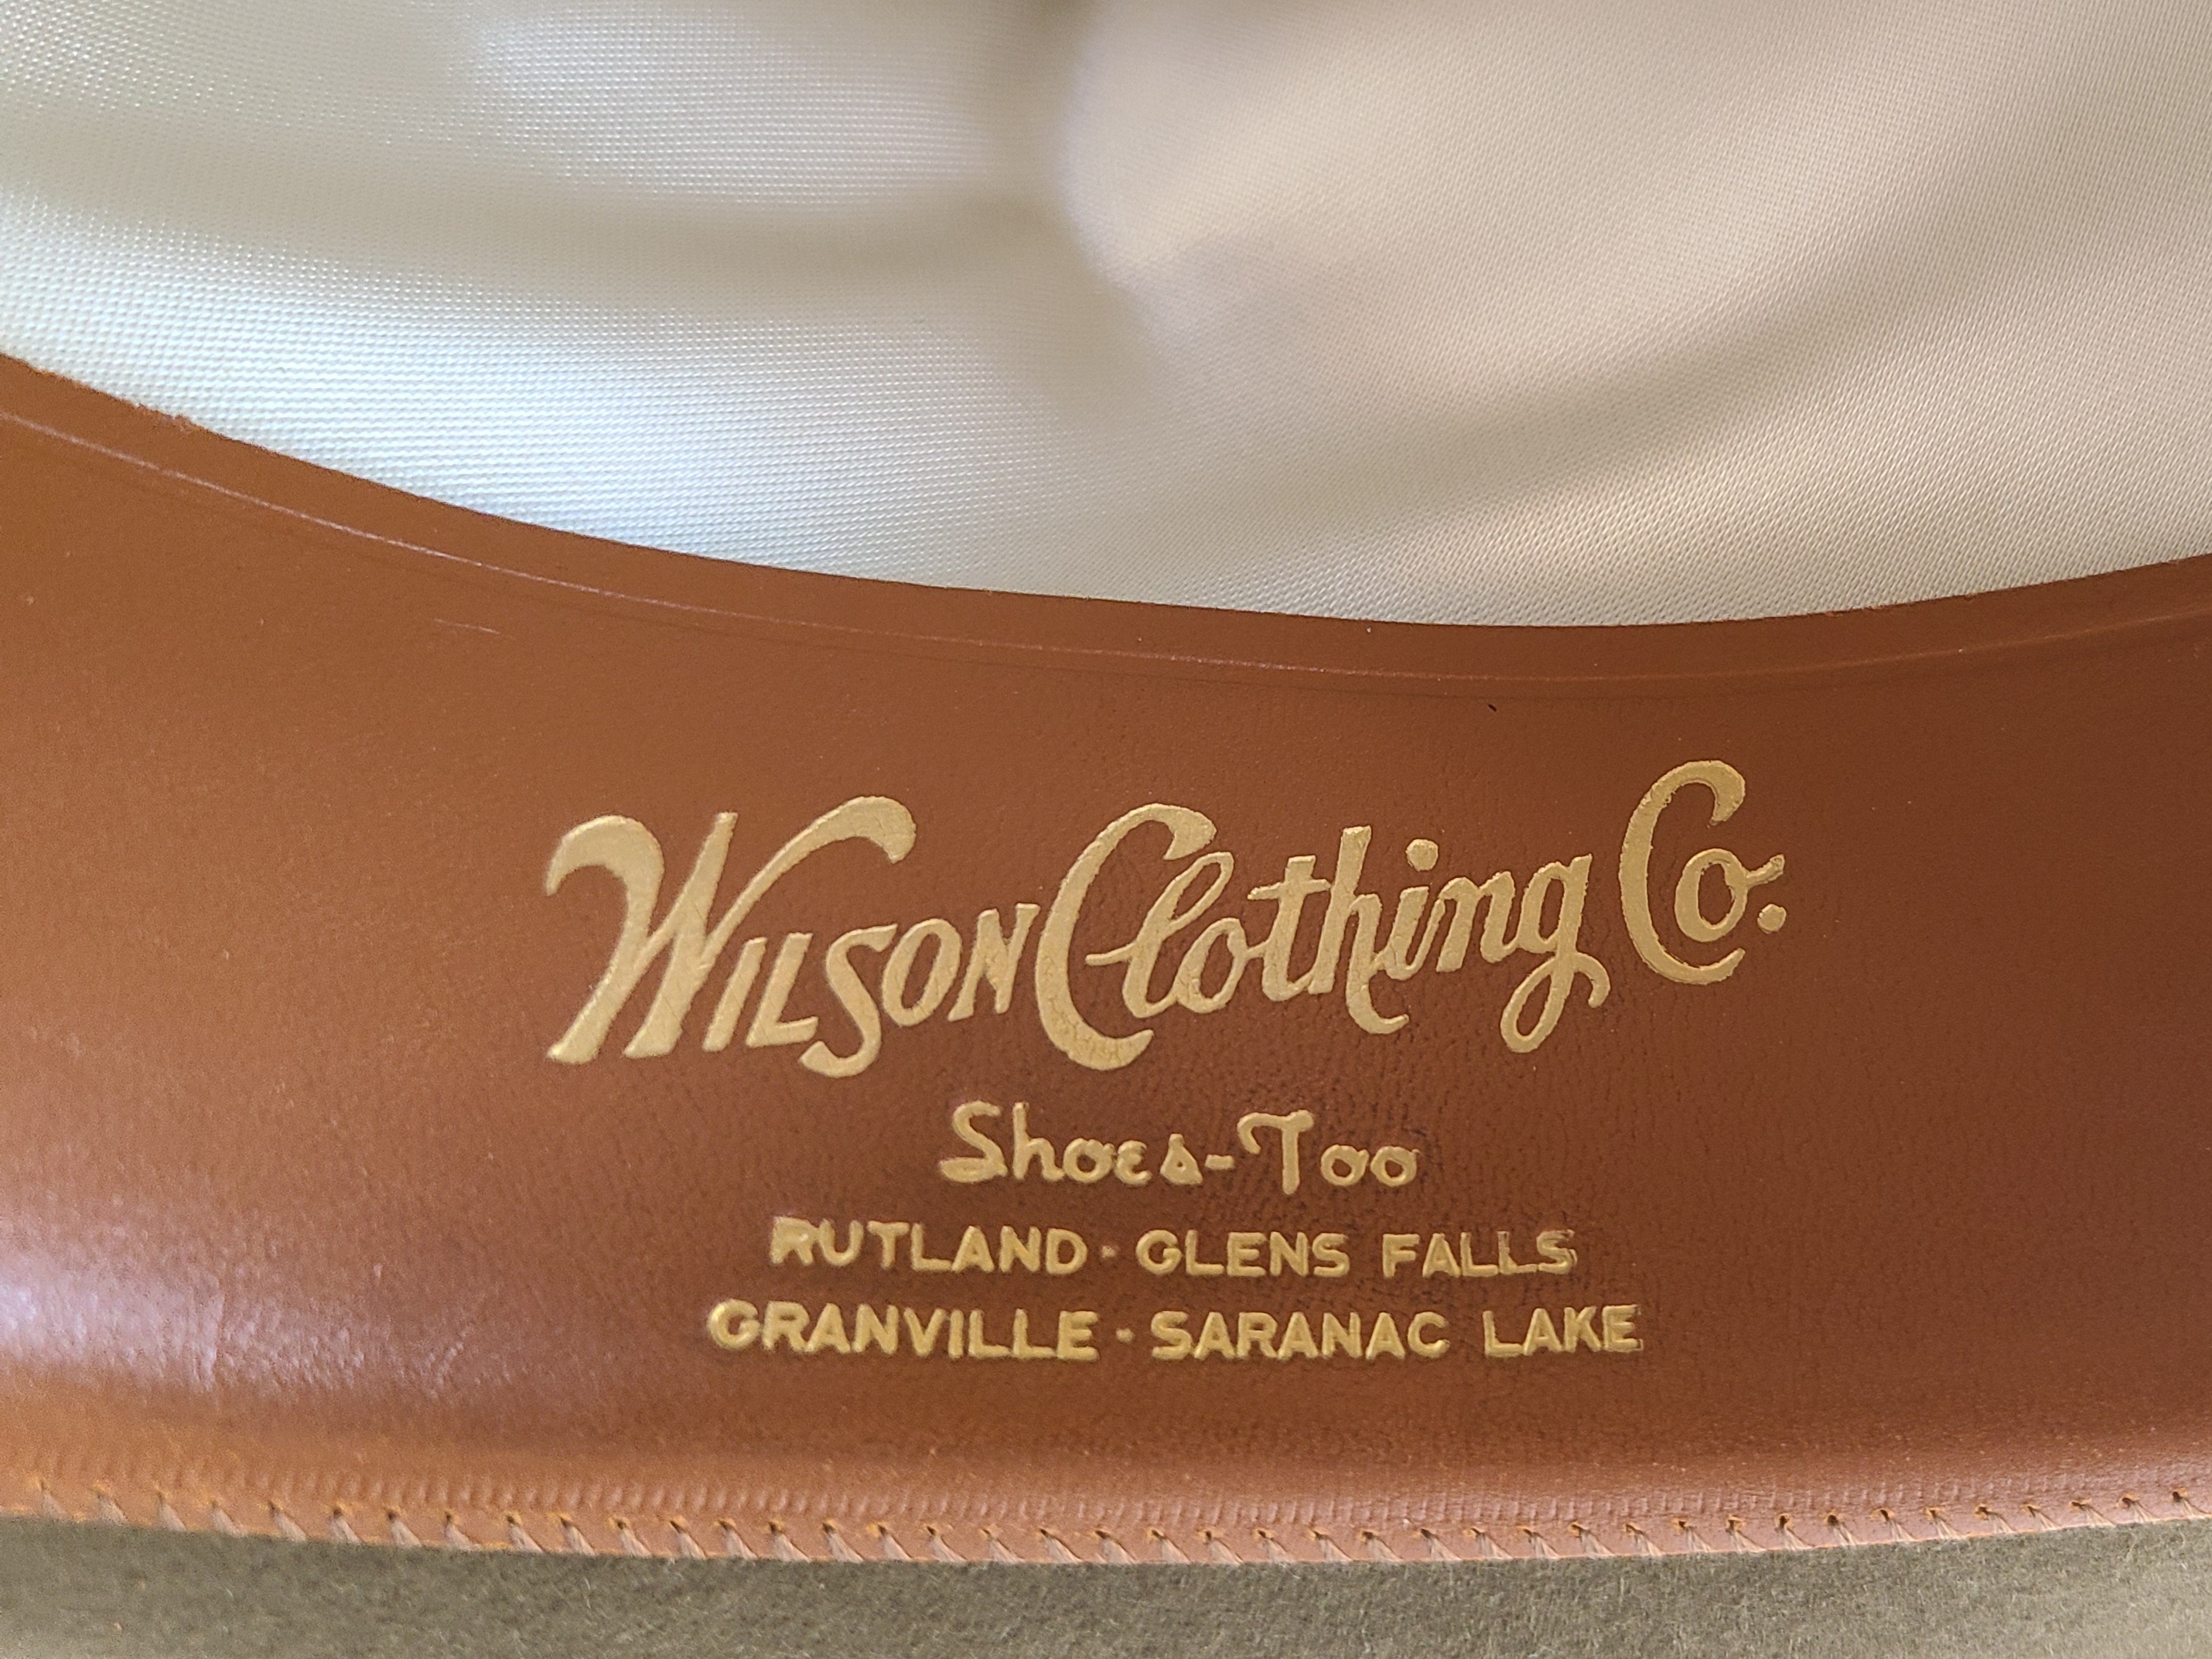 Wilson Clothing Co.
Shoes-Too
RUTLAND · GLENS FALLS
GRANVILLE · SARANAC LAKE